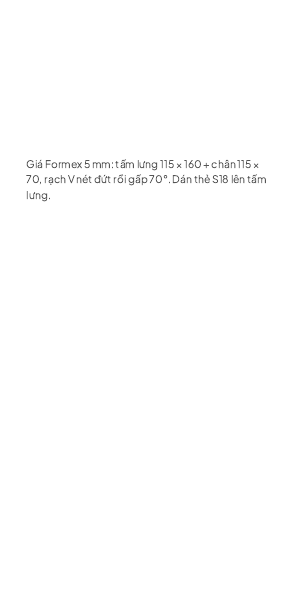 Giá Formex 5 mm: tấm lưng 115 × 160 + chân 115 ×
70, rạch V nét đứt rồi gấp 70°. Dán thẻ S18 lên tấm
lưng.